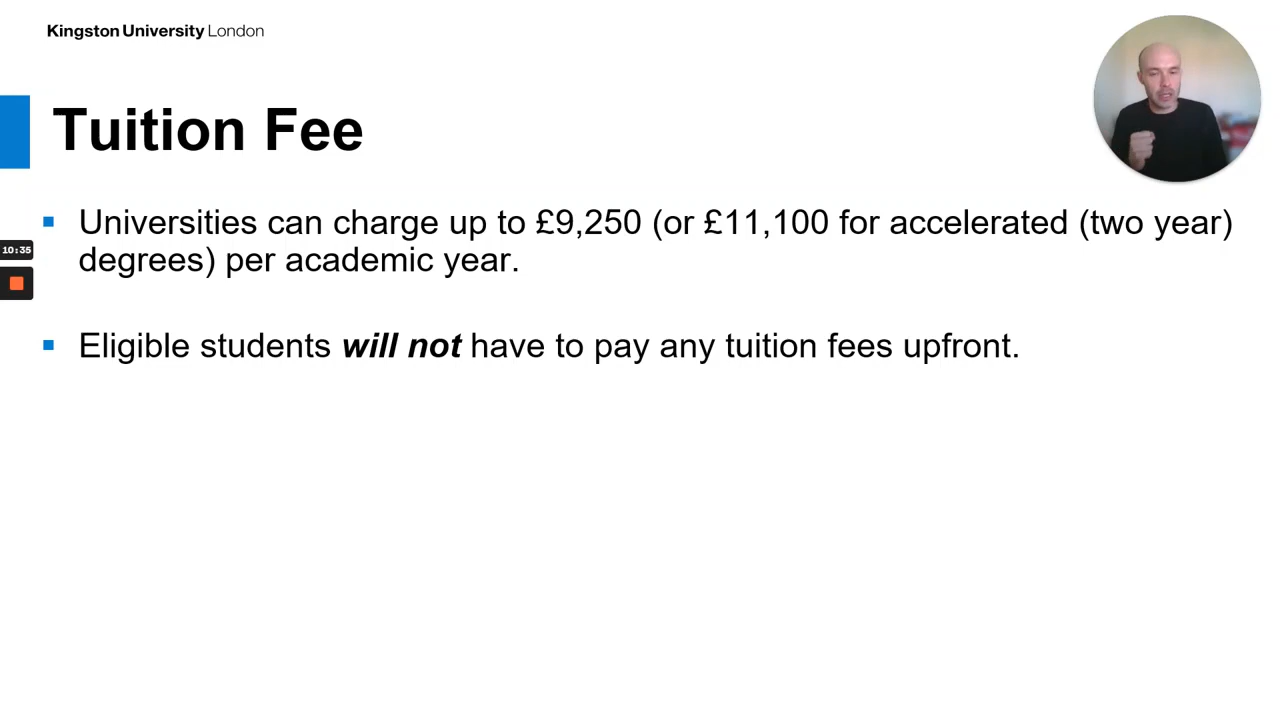 Kingston University London
Tuition Fee
▪ Universities can charge up to £9,250 (or £11,100 for accelerated (two year)
degrees) per academic year.
10:35
▪ Eligible students will not have to pay any tuition fees upfront.